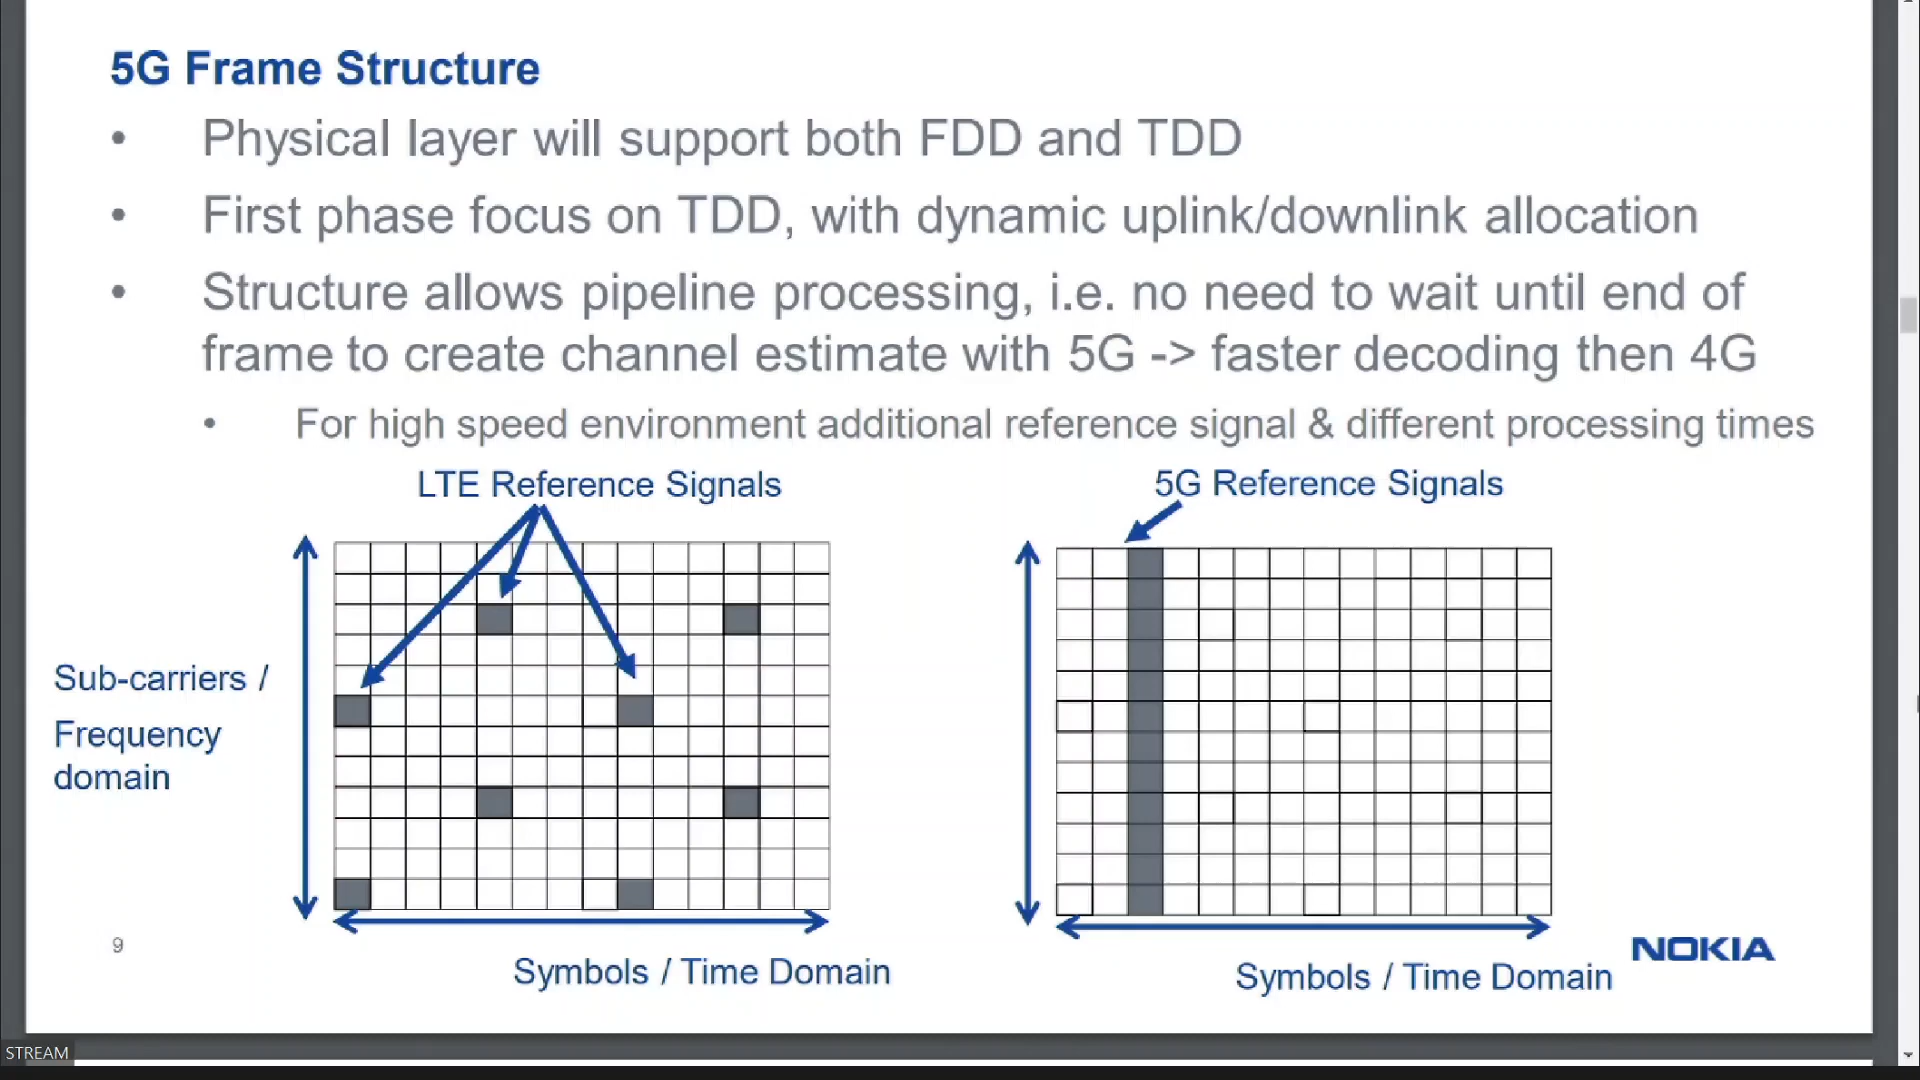 5G Frame Structure
• Physical layer will support both FDD and TDD
• First phase focus on TDD, with dynamic uplink/downlink allocation
• Structure allows pipeline processing, i.e. no need to wait until end of
frame to create channel estimate with 5G -> faster decoding then 4G
• For high speed environment additional reference signal & different processing times
LTE Reference Signals
5G Reference Signals
Sub-carriers /
Frequency
domain
Symbols / Time Domain
Symbols / Time Domain
9
NOKIA
STREAM